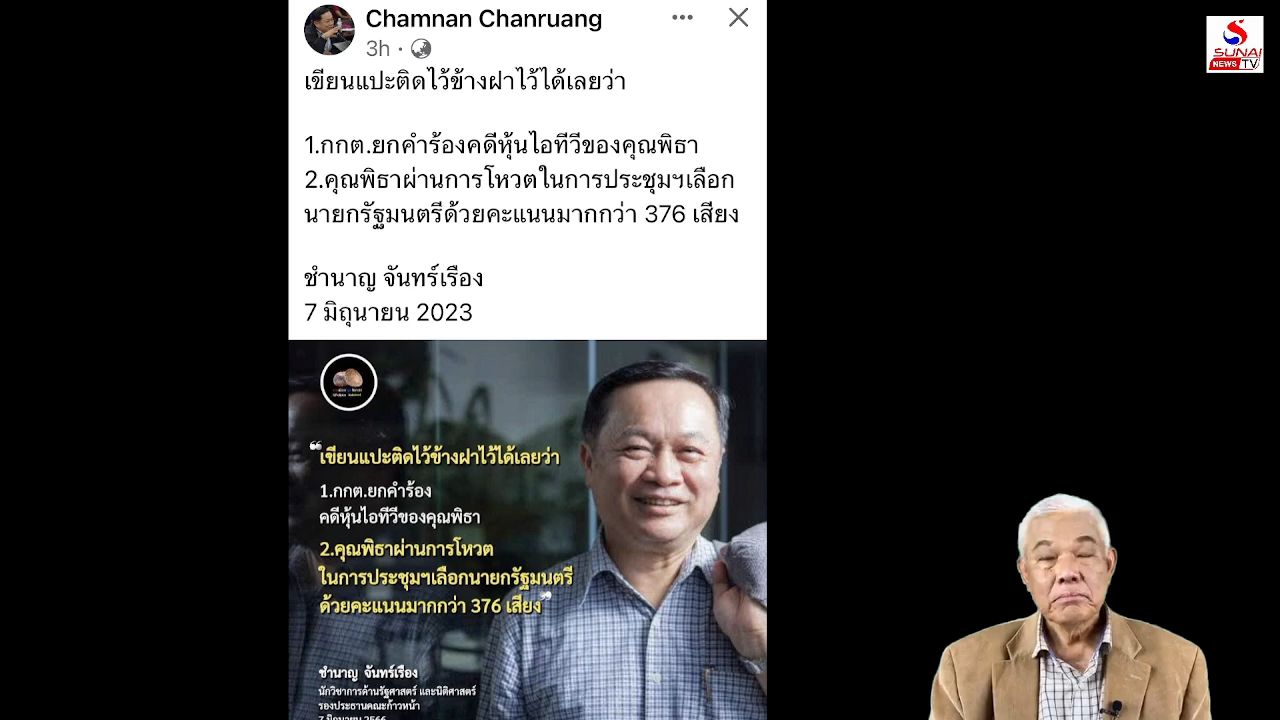 Chamnan Chanruang
3h
SUNAI
NEWS TV
เขียนแปะติดไว้ข้างฝาไว้ได้เลยว่า
1.กกต.ยกคำร้องคดีหุ้นไอทีวีของคุณพิธา
2.คุณพิธาผ่านการโหวตในการประชุมฯเลือก
นายกรัฐมนตรีด้วยคะแนนมากกว่า 376 เสียง
ชำนาญ จันทร์เรือง
7 มิถุนายน 2023
“เขียนแปะติดไว้ข้างฝาไว้ได้เลยว่า
1.กกต.ยกคำร้อง
คดีหุ้นไอทีวีของคุณพิธา
2.คุณพิธาผ่านการโหวต
ในการประชุมฯเลือกนายกรัฐมนตรี
ด้วยคะแนนมากกว่า 376 เสียง”
ชำนาญ จันทร์เรือง
นักวิชาการด้านรัฐศาสตร์ และนิติศาสตร์
รองประธานคณะก้าวหน้า
7 มิถุนายน 2566